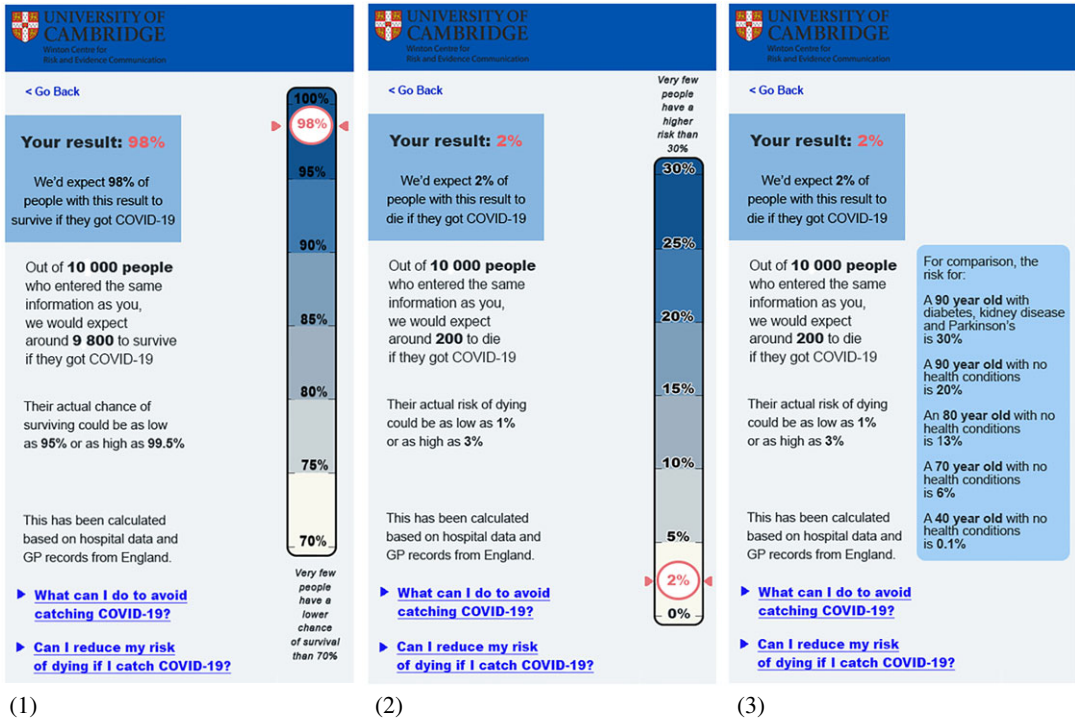 UNIVERSITY OF
CAMBRIDGE
Winton Centre for
Risk and Evidence Communication
< Go Back
Your result: 98%
We'd expect 98% of
people with this result to
survive if they got COVID-19
Out of 10 000 people
who entered the same
information as you,
we would expect
around 9 800 to survive
if they got COVID-19
Their actual chance of
surviving could be as low
as 95% or as high as 99.5%
This has been calculated
based on hospital data and
GP records from England.
What can I do to avoid
catching COVID-19?
Can I reduce my risk
of dying if I catch COVID-19?
100%
98%
95%
90%
85%
80%
75%
70%
Very few
people
have a
lower
chance
of survival
than 70%
(1)
UNIVERSITY OF
CAMBRIDGE
Winton Centre for
Risk and Evidence Communication
< Go Back
Your result: 2%
We'd expect 2% of
people with this result to
die if they got COVID-19
Out of 10 000 people
who entered the same
information as you,
we would expect
around 200 to die
if they got COVID-19
Their actual risk of dying
could be as low as 1%
or as high as 3%
This has been calculated
based on hospital data and
GP records from England.
What can I do to avoid
catching COVID-19?
Can I reduce my risk
of dying if I catch COVID-19?
Very few
people
have a
higher
risk than
30%
30%
25%
20%
15%
10%
5%
2%
0%
(2)
UNIVERSITY OF
CAMBRIDGE
Winton Centre for
Risk and Evidence Communication
< Go Back
Your result: 2%
We'd expect 2% of
people with this result to
die if they got COVID-19
Out of 10 000 people
who entered the same
information as you,
we would expect
around 200 to die
if they got COVID-19
Their actual risk of dying
could be as low as 1%
or as high as 3%
This has been calculated
based on hospital data and
GP records from England.
What can I do to avoid
catching COVID-19?
Can I reduce my risk
of dying if I catch COVID-19?
For comparison, the
risk for:
A 90 year old with
diabetes, kidney disease
and Parkinson's
is 30%
A 90 year old with no
health conditions
is 20%
An 80 year old with no
health conditions
is 13%
A 70 year old with no
health conditions
is 6%
A 40 year old with no
health conditions
is 0.1%
(3)